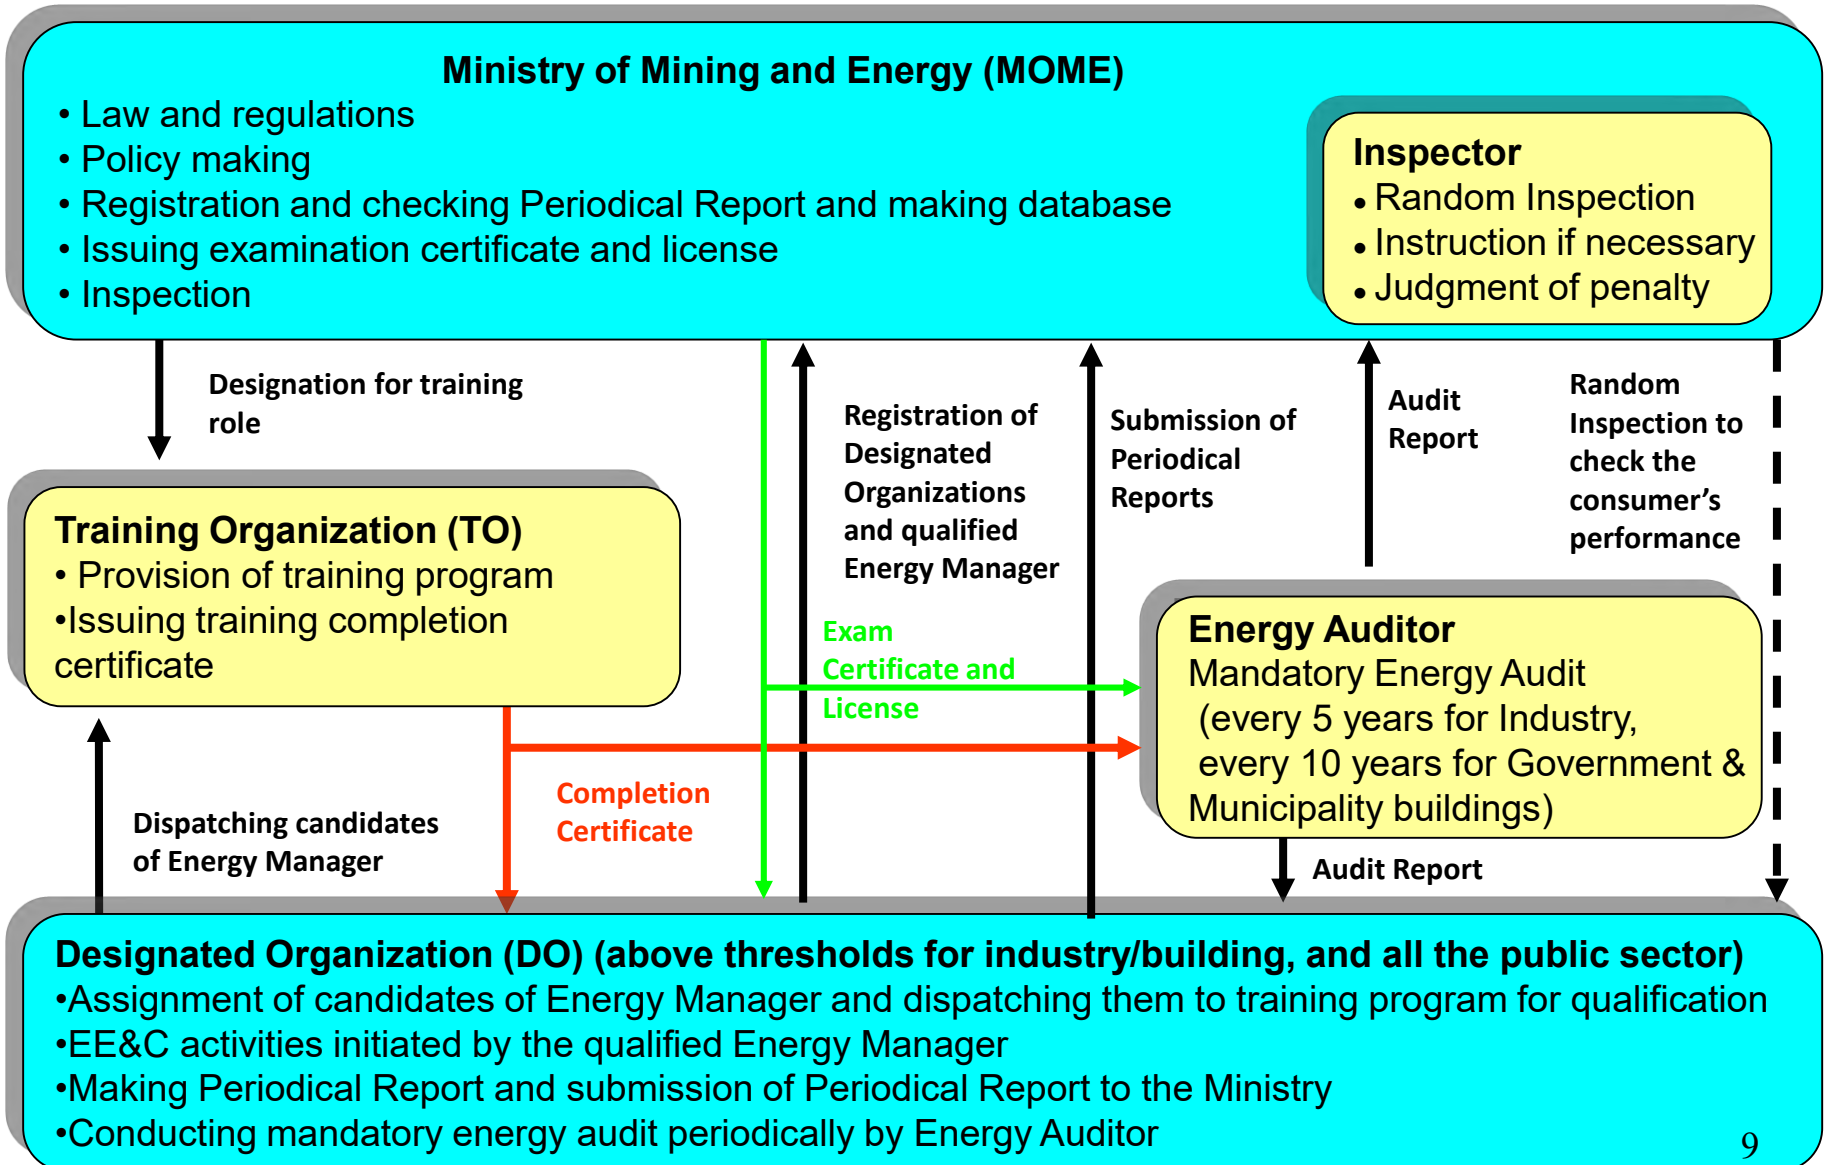 Ministry of Mining and Energy (MOME)
• Law and regulations
• Policy making
• Registration and checking Periodical Report and making database
• Issuing examination certificate and license
• Inspection
Inspector
• Random Inspection
• Instruction if necessary
• Judgment of penalty
Designation for training
role
Registration of
Designated
Organizations
and qualified
Energy Manager
Submission of
Periodical
Reports
Audit
Report
Random
Inspection to
check the
consumer’s
performance
Training Organization (TO)
• Provision of training program
•Issuing training completion
certificate
Exam
Certificate and
License
Energy Auditor
Mandatory Energy Audit
(every 5 years for Industry,
every 10 years for Government &
Municipality buildings)
Completion
Certificate
Dispatching candidates
of Energy Manager
Audit Report
Designated Organization (DO) (above thresholds for industry/building, and all the public sector)
•Assignment of candidates of Energy Manager and dispatching them to training program for qualification
•EE&C activities initiated by the qualified Energy Manager
•Making Periodical Report and submission of Periodical Report to the Ministry
•Conducting mandatory energy audit periodically by Energy Auditor
9